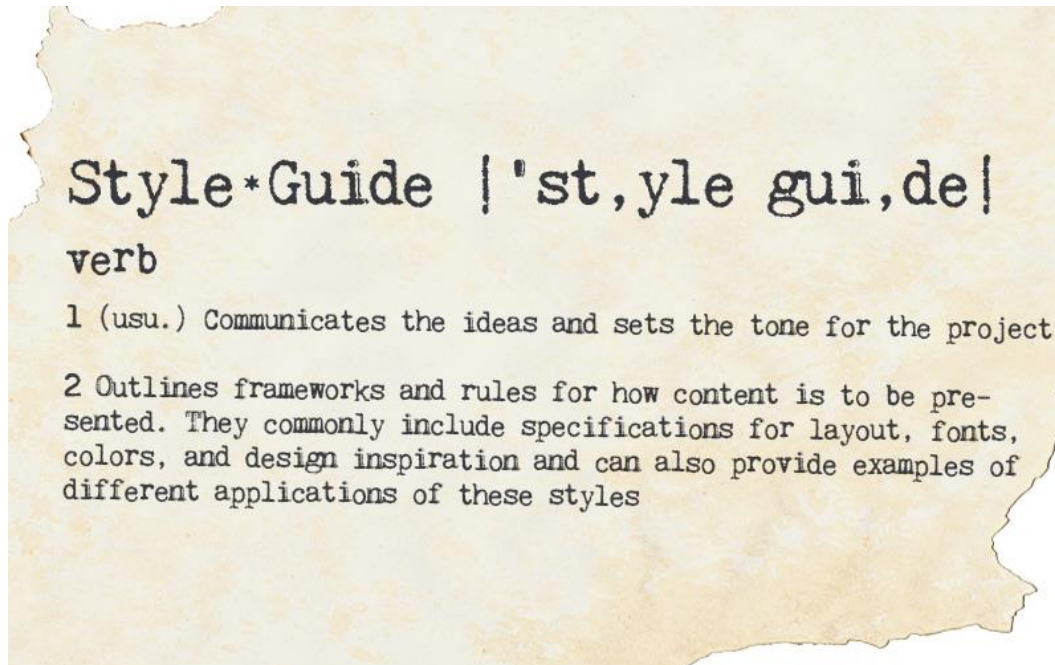 Style*Guide |'st,yle gui,de|
verb
1 (usu.) Communicates the ideas and sets the tone for the project
2 Outlines frameworks and rules for how content is to be pre-
sented. They commonly include specifications for layout, fonts,
colors, and design inspiration and can also provide examples of
different applications of these styles